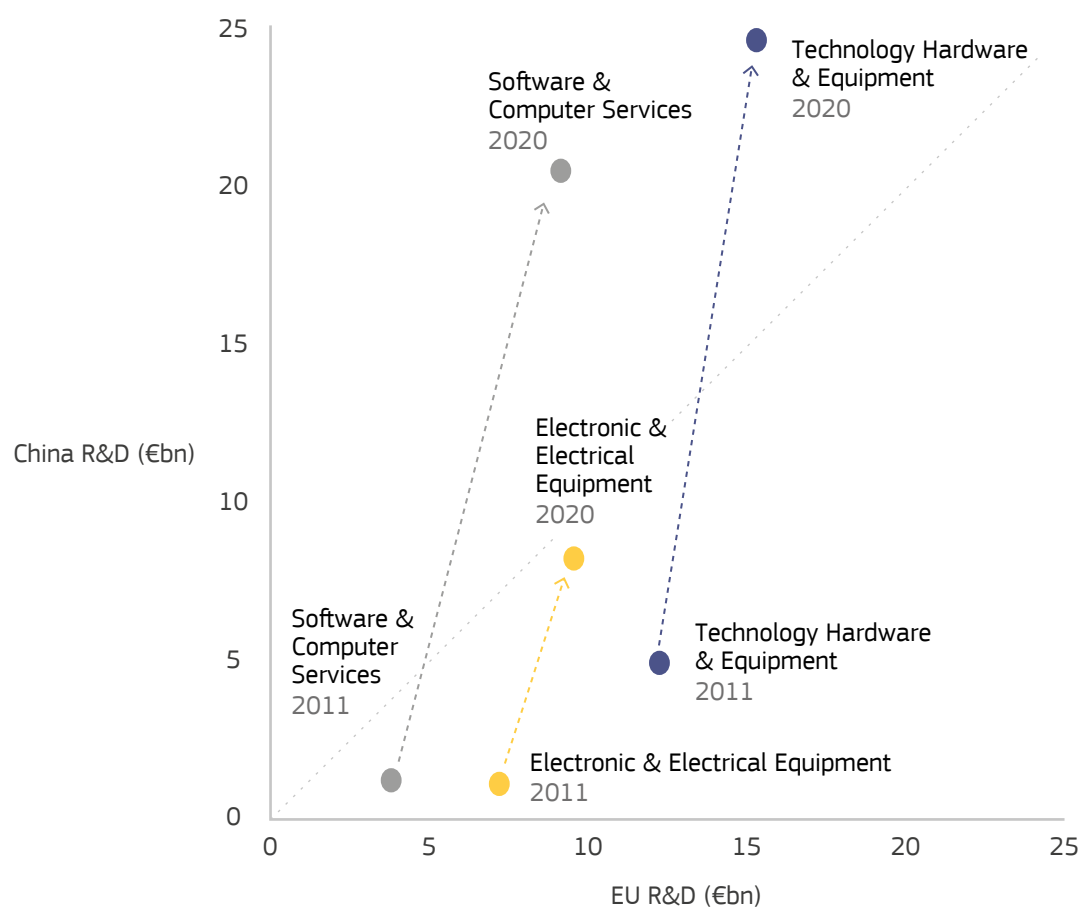 25
Technology Hardware
& Equipment
2020
Software &
Computer Services
2020
20
15
Electronic &
Electrical
Equipment
2020
China R&D (€bn)
10
Software &
Computer
Services
2011
Technology Hardware
& Equipment
2011
5
Electronic & Electrical Equipment
2011
0
0 5 10 15 20 25
EU R&D (€bn)